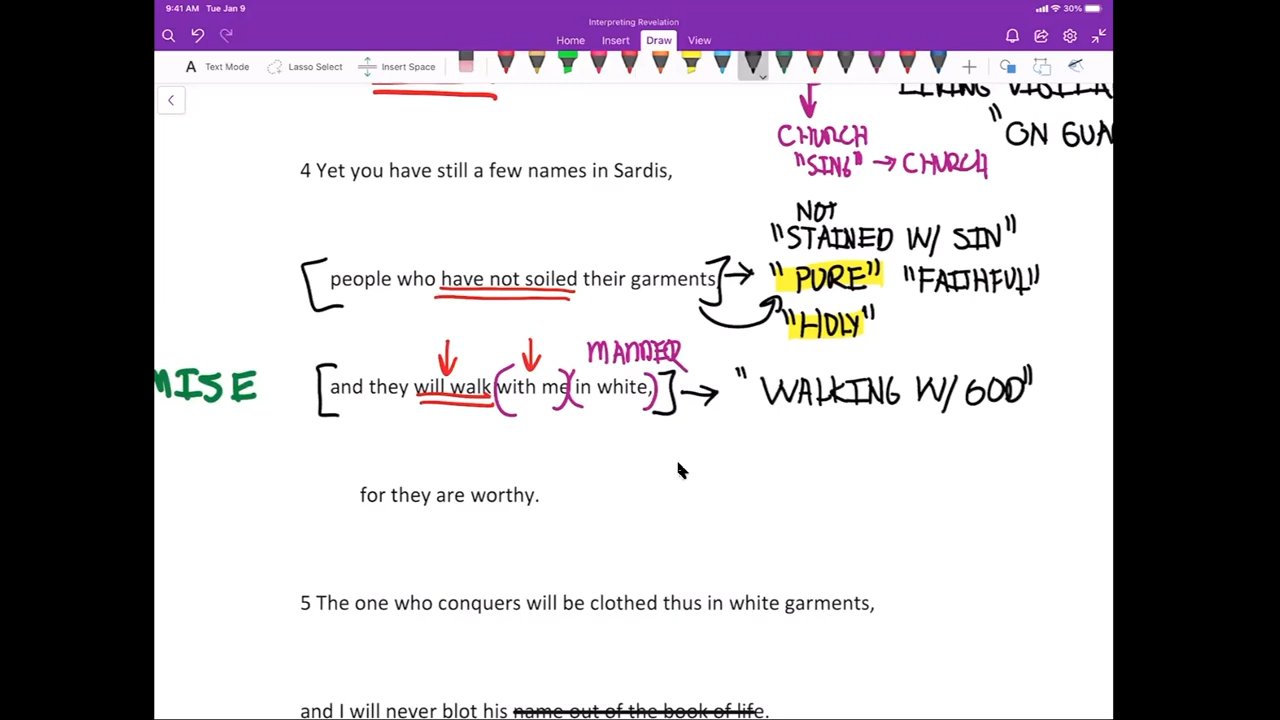 9:41 AM Tue Jan 9
30%
Interpreting Revelation
Home Insert Draw View
Text Mode Lasso Select Insert Space
CHURCH
"SING" → CHURCH
"ON GUA
4 Yet you have still a few names in Sardis,
NOT
"STAINED W/ SIN"
people who have not soiled their garments → "PURE" "FAITHFUL"
"HOLY"
MANNER
MISE
and they will walk with me in white, → "WALKING W/ GOD"
for they are worthy.
5 The one who conquers will be clothed thus in white garments,
and I will never blot his name out of the book of life.